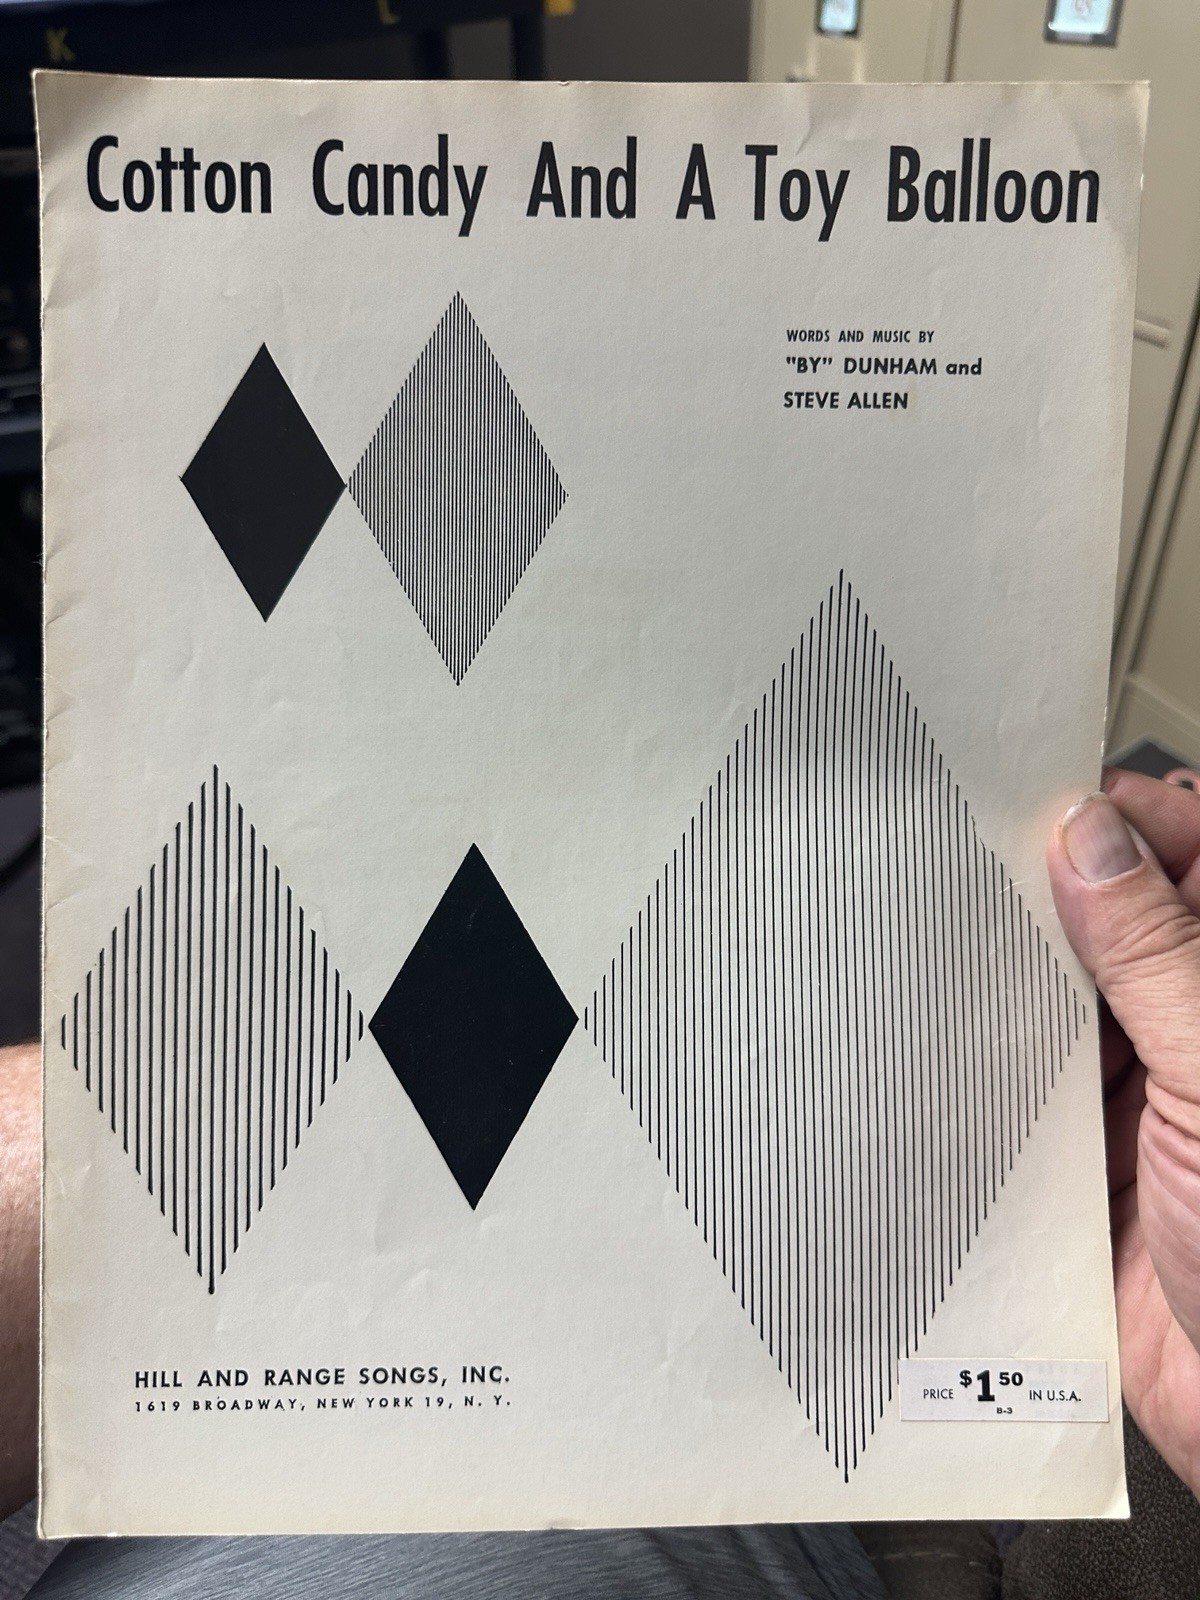 K
L
Cotton Candy And A Toy Balloon
WORDS AND MUSIC BY
"BY" DUNHAM and
STEVE ALLEN
HILL AND RANGE SONGS, INC.
1619 BROADWAY, NEW YORK 19, N. Y.
PRICE $1 50 IN U.S.A.
B-3